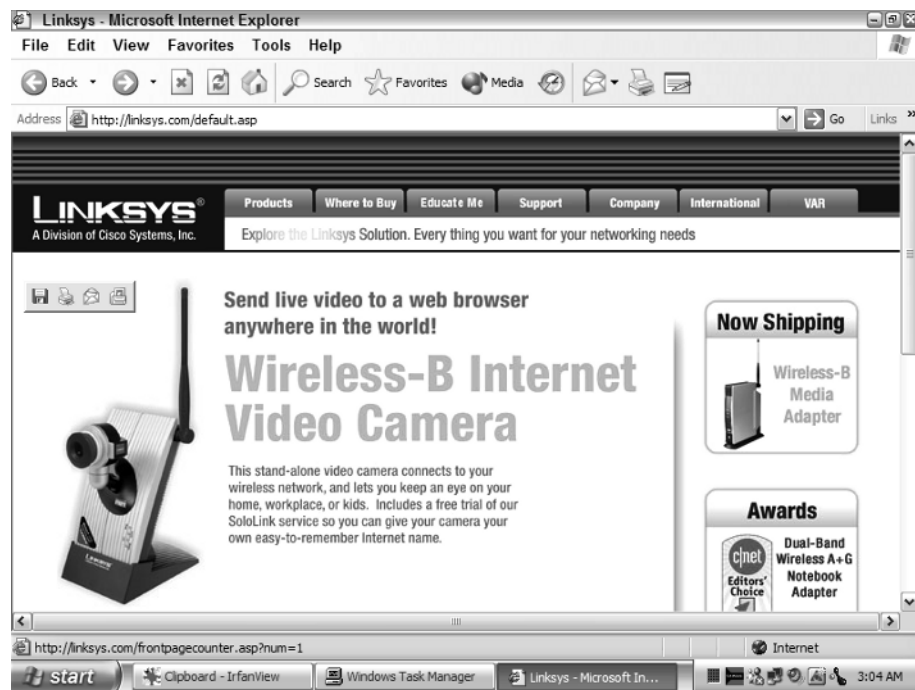 Linksys - Microsoft Internet Explorer
File Edit View Favorites Tools Help
Back Search Favorites Media
Address http://linksys.com/default.asp Go Links »
LINKSYS®
A Division of Cisco Systems, Inc.
Products Where to Buy Educate Me Support Company International VAR
Explore the Linksys Solution. Every thing you want for your networking needs
Send live video to a web browser
anywhere in the world!
Wireless-B Internet
Video Camera
This stand-alone video camera connects to your
wireless network, and lets you keep an eye on your
home, workplace, or kids. Includes a free trial of our
SoloLink service so you can give your camera your
own easy-to-remember Internet name.
Now Shipping
Wireless-B
Media
Adapter
Awards
c|net
Editors'
Choice
Dual-Band
Wireless A+G
Notebook
Adapter
http://linksys.com/frontpagecounter.asp?num=1 Internet
start Clipboard - IrfanView Windows Task Manager Linksys - Microsoft In... 3:04 AM